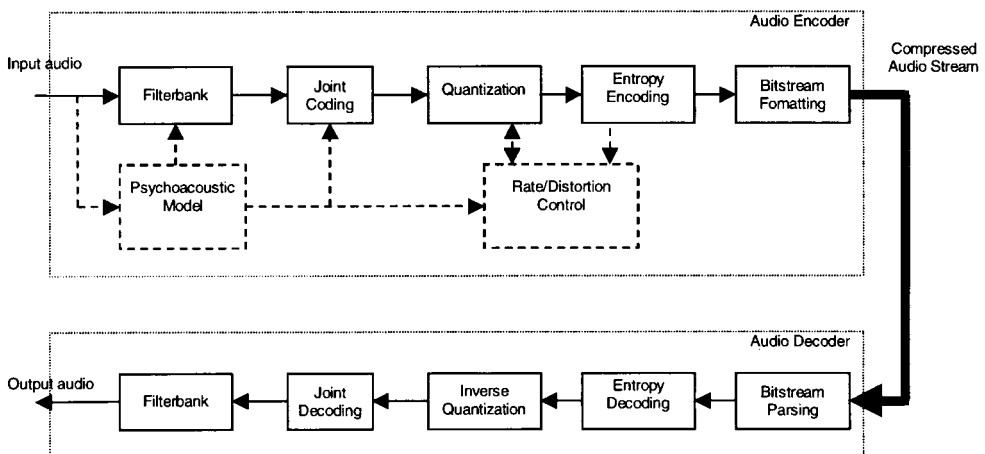 Audio Encoder
Input audio
Compressed
Audio Stream
Filterbank
Joint
Coding
Quantization
Entropy
Encoding
Bitstream
Fomatting
Psychoacoustic
Model
Rate/Distortion
Control
Audio Decoder
Output audio
Filterbank
Joint
Decoding
Inverse
Quantization
Entropy
Decoding
Bitstream
Parsing